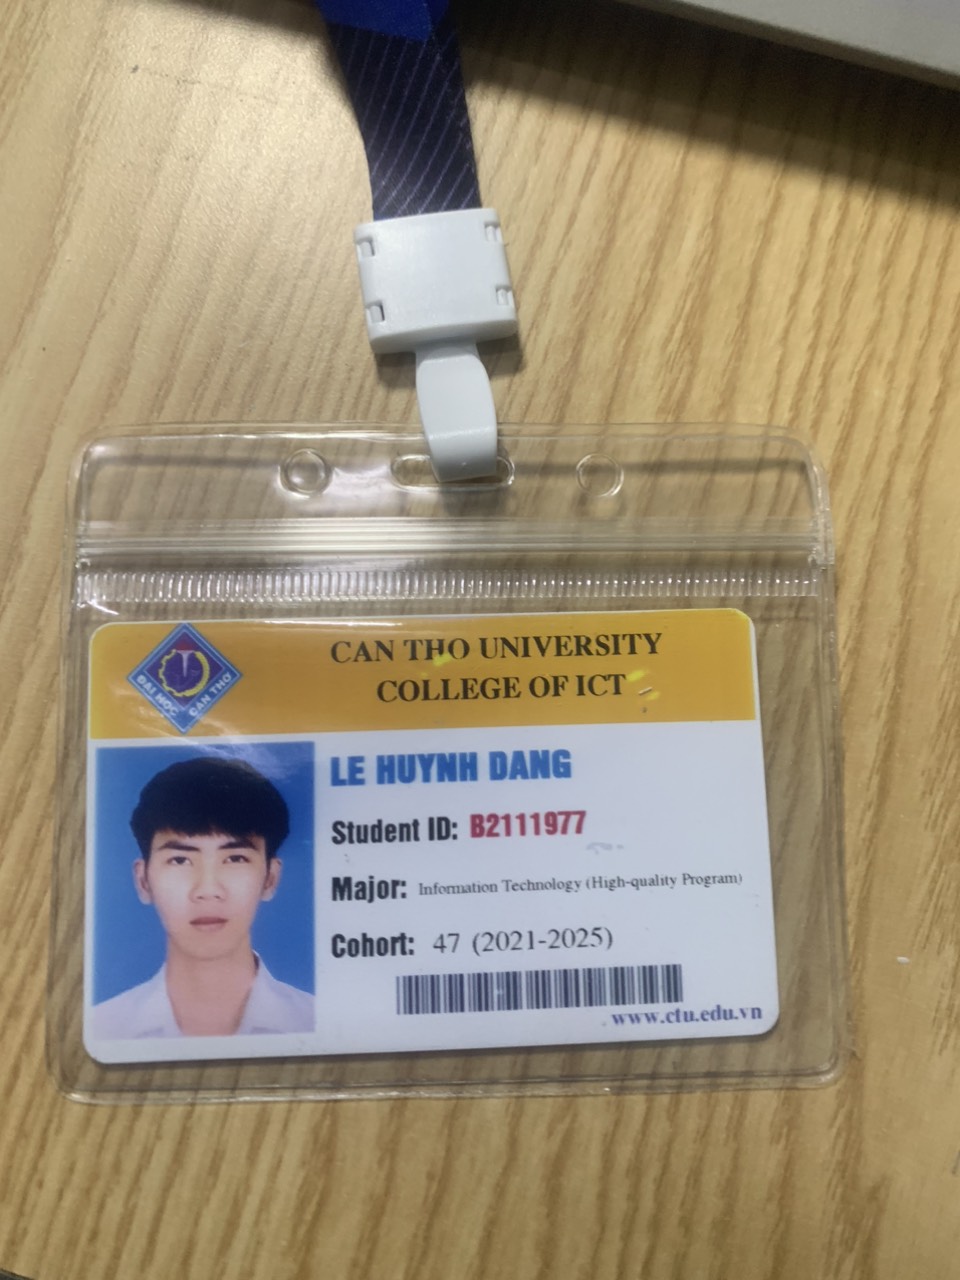 CAN THO UNIVERSITY
COLLEGE OF ICT
ĐẠI HỌC CẦN THƠ
LE HUYNH DANG
Student ID: B2111977
Major: Information Technology (High-quality Program)
Cohort: 47 (2021-2025)
www.ctu.edu.vn